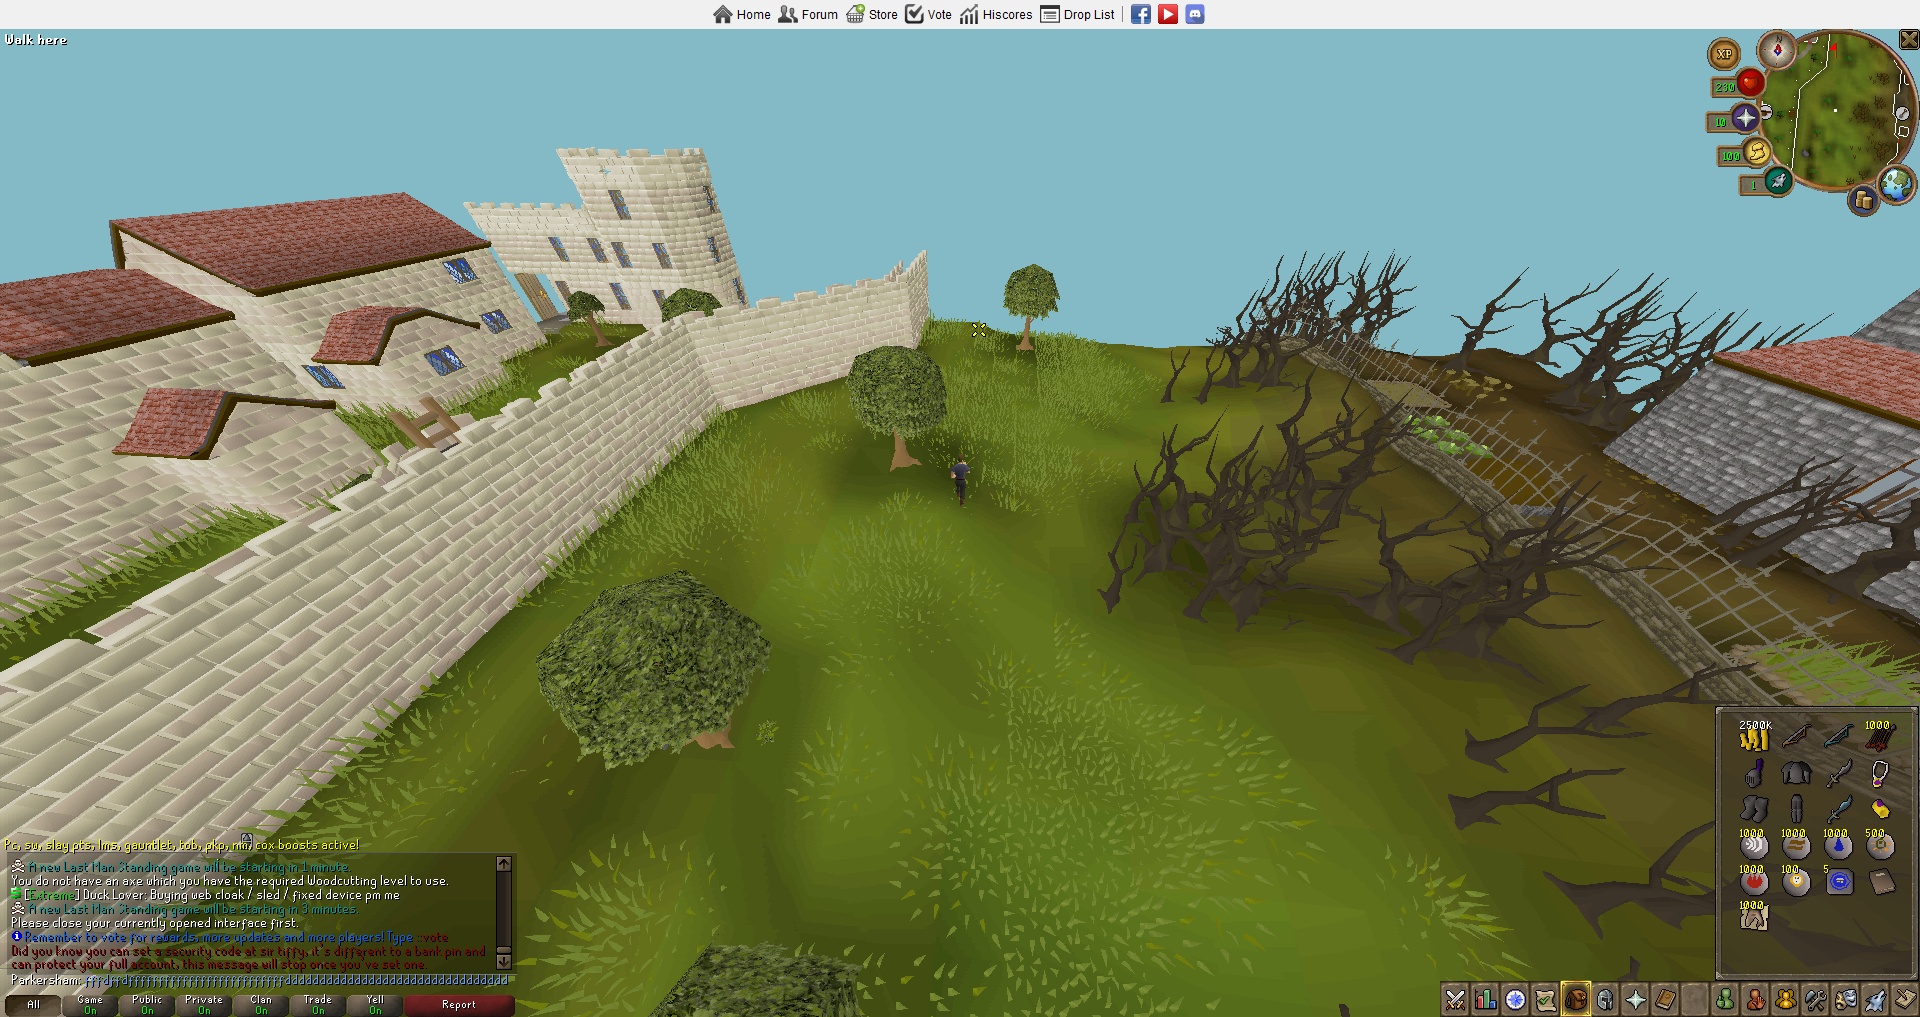 Home Forum Store Vote Hiscores Drop List
Walk here
XP
230
10
100
1
2500K 1000
1000 1000 1000 500
1000 100 5
1000
Pc, sw, slay pts, lms, gauntlet, tob, pkp, nm, cox boosts active!
A new Last Man Standing game will be starting in 1 minute
You do not have an axe which you have the required Woodcutting level to use.
[Extreme] Duck Lover: Buying web cloak / sled / fixed device pm me
A new Last Man Standing game will be starting in 3 minutes.
Please close your currently opened interface first.
Remember to vote for rewards, more updates and more players! Type ::vote
Did you know you can set a security code at sir tiffy, it's different to a bank pin and
can protect your full account, this message will stop once you've set one.
Parkersham:
All Game Public Private Clan Trade Yell Report
On On On On On On